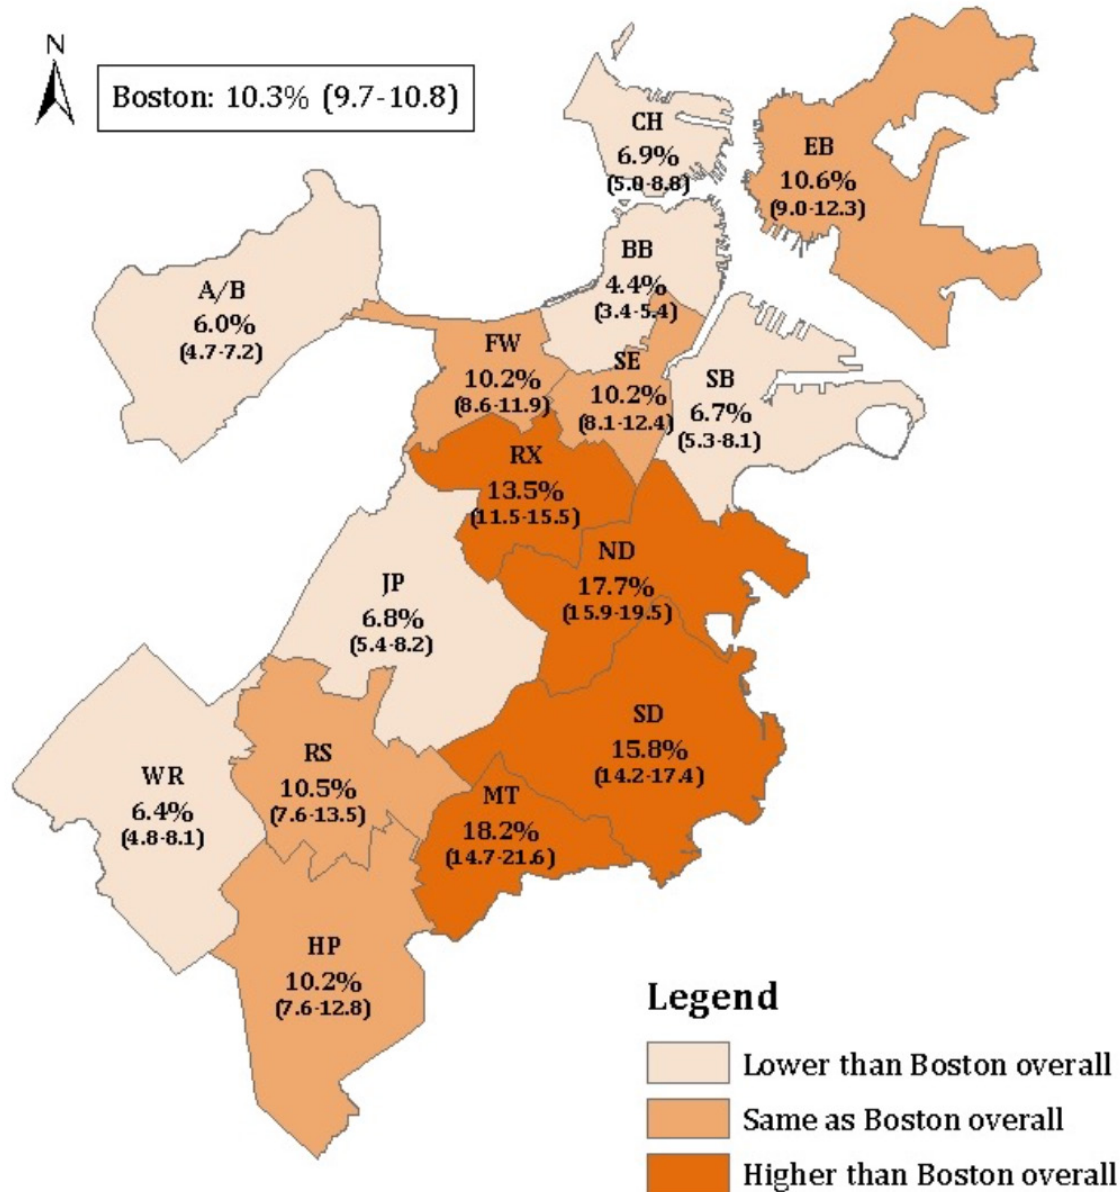 N
Boston: 10.3% (9.7-10.8)
CH
6.9%
(5.0-8.8)
EB
10.6%
(9.0-12.3)
BB
4.4%
(3.4-5.4)
A/B
6.0%
(4.7-7.2)
FW
10.2%
(8.6-11.9)
SE
10.2%
(8.1-12.4)
SB
6.7%
(5.3-8.1)
RX
13.5%
(11.5-15.5)
ND
17.7%
(15.9-19.5)
JP
6.8%
(5.4-8.2)
SD
15.8%
(14.2-17.4)
RS
10.5%
(7.6-13.5)
WR
6.4%
(4.8-8.1)
MT
18.2%
(14.7-21.6)
HP
10.2%
(7.6-12.8)
Legend
Lower than Boston overall
Same as Boston overall
Higher than Boston overall